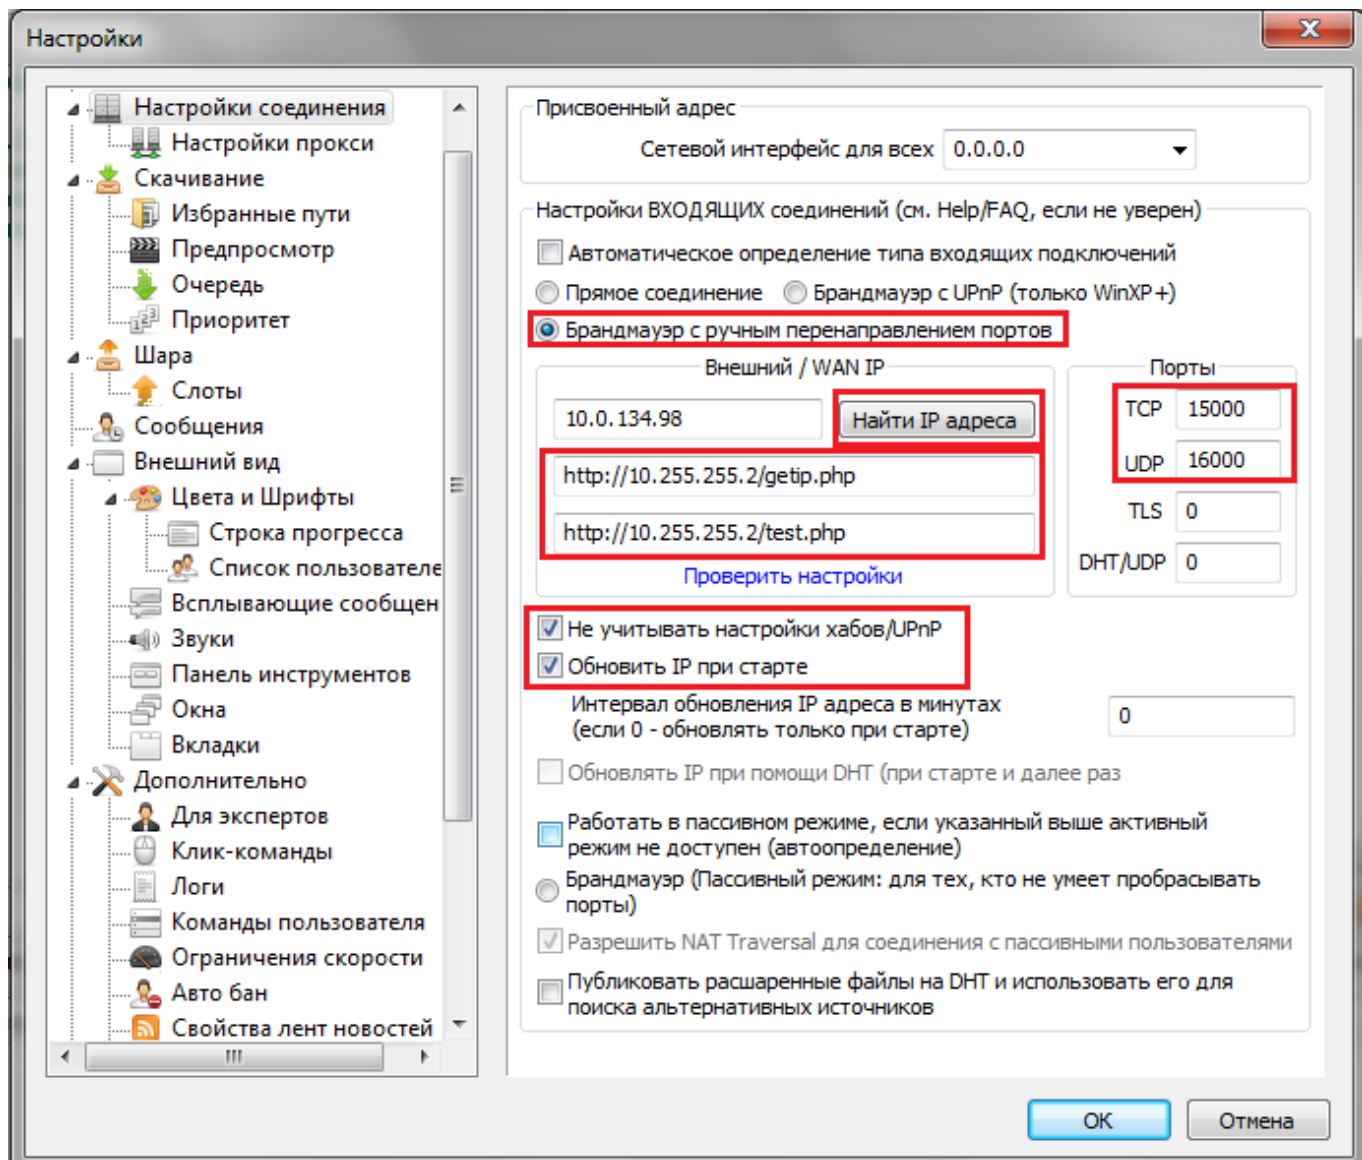 Настройки
Настройки соединения
Настройки прокси
Скачивание
Избранные пути
Предпросмотр
Очередь
Приоритет
Шара
Слоты
Сообщения
Внешний вид
Цвета и Шрифты
Строка прогресса
Список пользователе
Всплывающие сообщен
Звуки
Панель инструментов
Окна
Вкладки
Дополнительно
Для экспертов
Клик-команды
Логи
Команды пользователя
Ограничения скорости
Авто бан
Свойства лент новостей
Присвоенный адрес
Сетевой интерфейс для всех 0.0.0.0
Настройки ВХОДЯЩИХ соединений (см. Help/FAQ, если не уверен)
Автоматическое определение типа входящих подключений
Прямое соединение Брандмауэр с UPnP (только WinXP+)
Брандмауэр с ручным перенаправлением портов
Внешний / WAN IP
10.0.134.98 Найти IP адреса
http://10.255.255.2/getip.php
http://10.255.255.2/test.php
Проверить настройки
Порты
TCP 15000
UDP 16000
TLS 0
DHT/UDP 0
Не учитывать настройки хабов/UPnP
Обновить IP при старте
Интервал обновления IP адреса в минутах
(если 0 - обновлять только при старте) 0
Обновлять IP при помощи DHT (при старте и далее раз
Работать в пассивном режиме, если указанный выше активный
режим не доступен (автоопределение)
Брандмауэр (Пассивный режим: для тех, кто не умеет пробрасывать
порты)
Разрешить NAT Traversal для соединения с пассивными пользователями
Публиковать расшаренные файлы на DHT и использовать его для
поиска альтернативных источников
OK Отмена